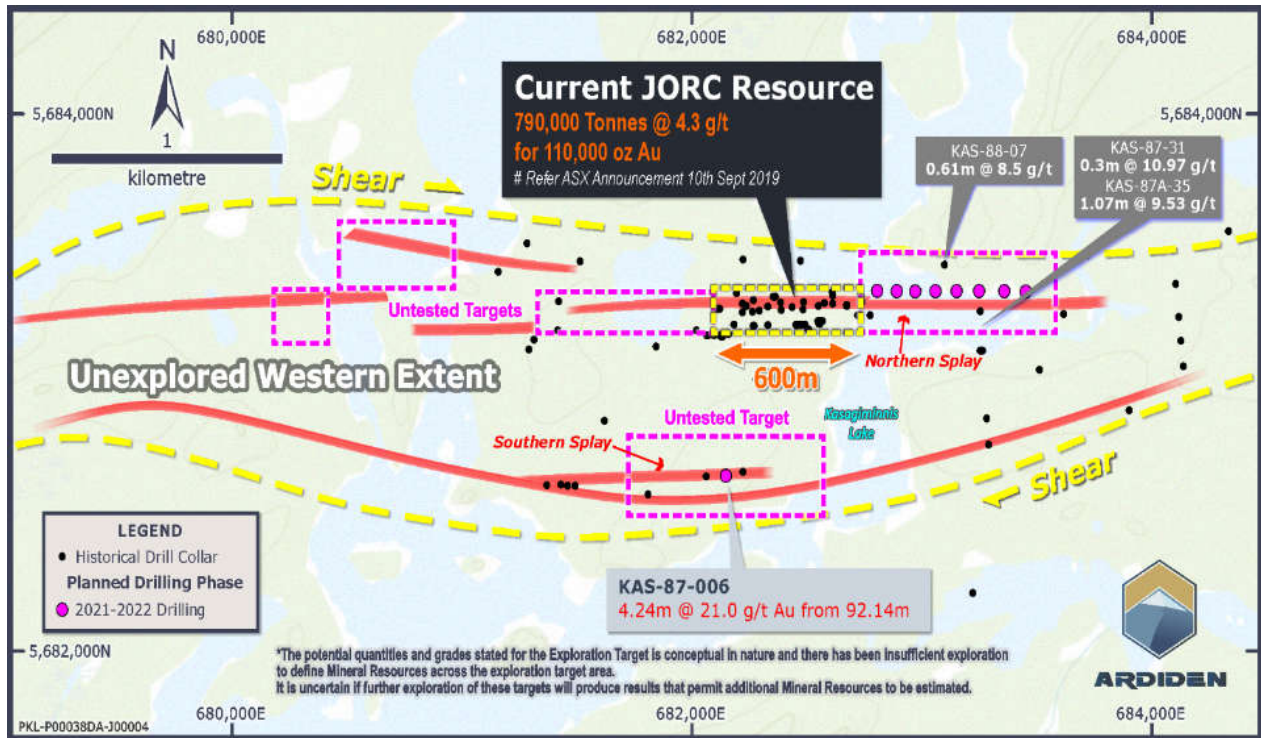 680,000E
682,000E
684,000E
N
5,684,000N
5,684,000N
1
kilometre
Current JORC Resource
790,000 Tonnes @ 4.3 g/t
for 110,000 oz Au
# Refer ASX Announcement 10th Sept 2019
KAS-88-07
0.61m @ 8.5 g/t
KAS-87-31
0.3m @ 10.97 g/t
KAS-87A-35
1.07m @ 9.53 g/t
Shear
Untested Targets
Northern Splay
600m
Unexplored Western Extent
Untested Target
Kasagiminnis
Lake
Southern Splay
Shear
LEGEND
Historical Drill Collar
Planned Drilling Phase
2021-2022 Drilling
KAS-87-006
4.24m @ 21.0 g/t Au from 92.14m
5,682,000N
*The potential quantities and grades stated for the Exploration Target is conceptual in nature and there has been insufficient exploration
to define Mineral Resources across the exploration target area.
It is uncertain if further exploration of these targets will produce results that permit additional Mineral Resources to be estimated.
ARDIDEN
680,000E
682,000E
684,000E
PKL-P00038DA-J00004